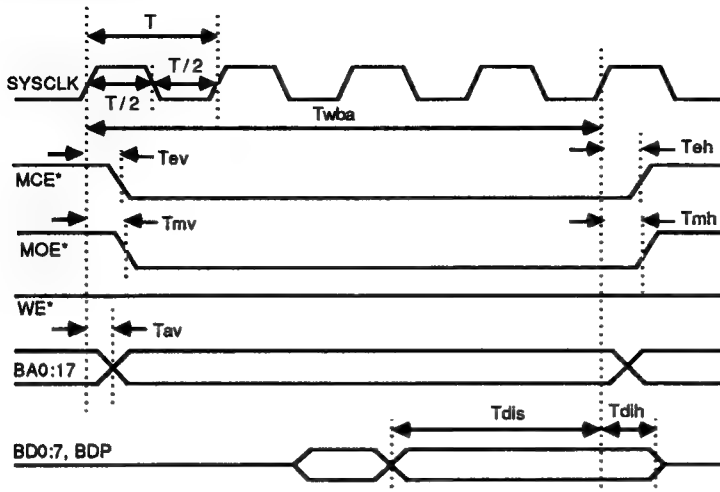 T
SYSCLK
T/2
T/2
Twba
MCE*
Tev
Teh
MOE*
Tmv
Tmh
WE*
Tav
BA0:17
Tdis
Tdih
BD0:7, BDP